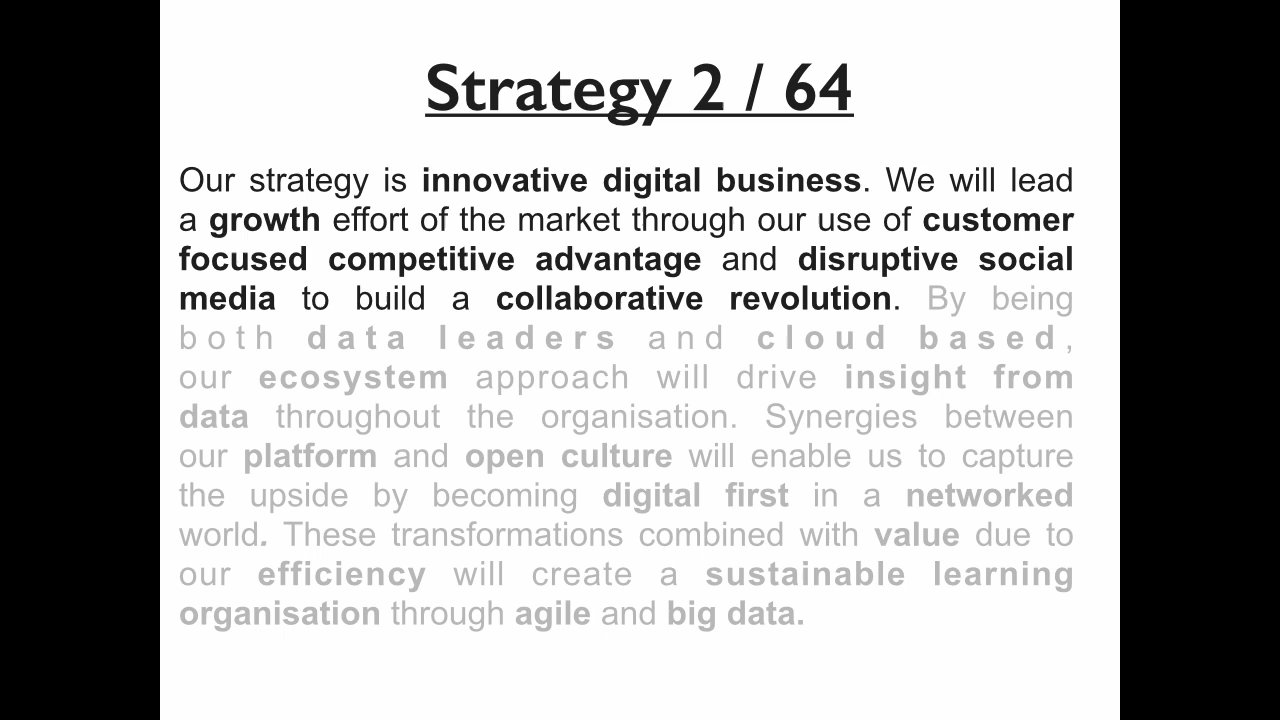 Strategy 2 / 64
Our strategy is innovative digital business. We will lead
a growth effort of the market through our use of customer
focused competitive advantage and disruptive social
media to build a collaborative revolution. By being
both data leaders and cloud based,
our ecosystem approach will drive insight from
data throughout the organisation. Synergies between
our platform and open culture will enable us to capture
the upside by becoming digital first in a networked
world. These transformations combined with value due to
our efficiency will create a sustainable learning
organisation through agile and big data.